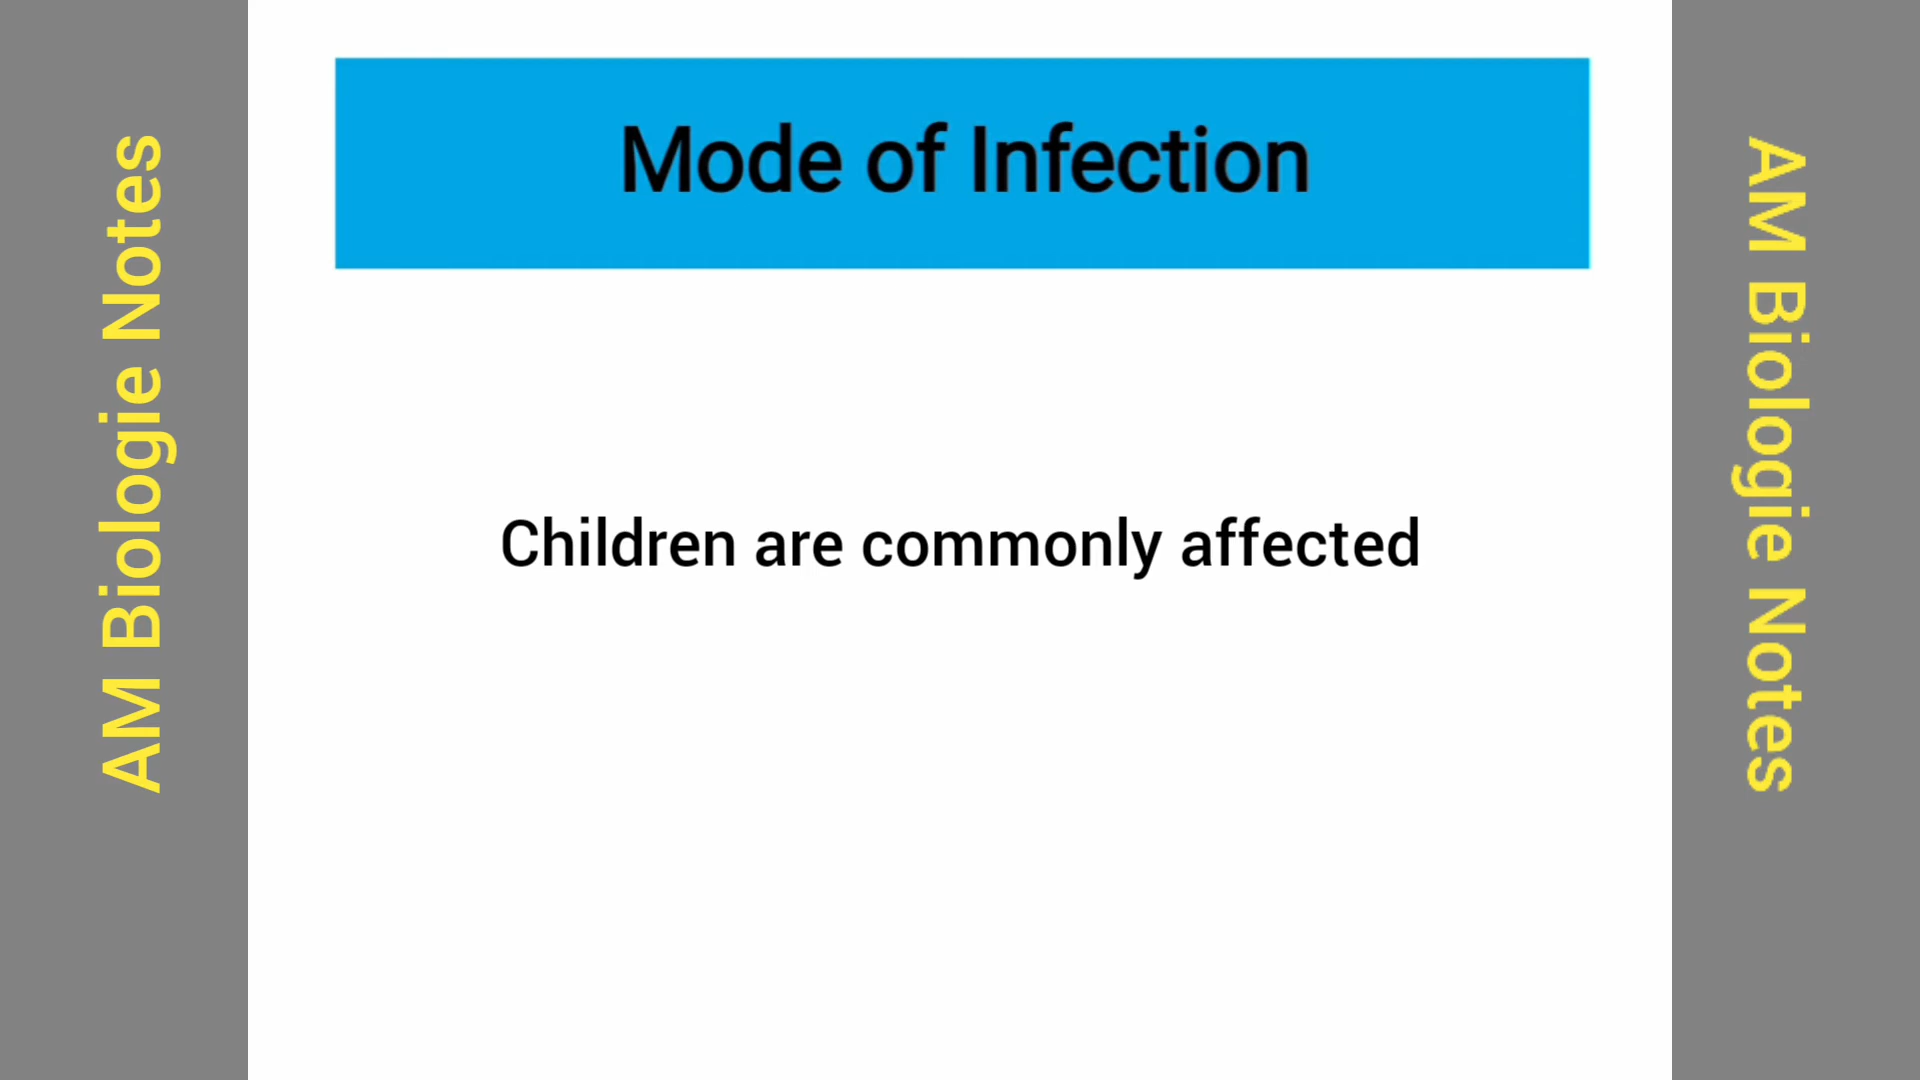 AM Biologie Notes
Mode of Infection
Children are commonly affected
AM Biologie Notes